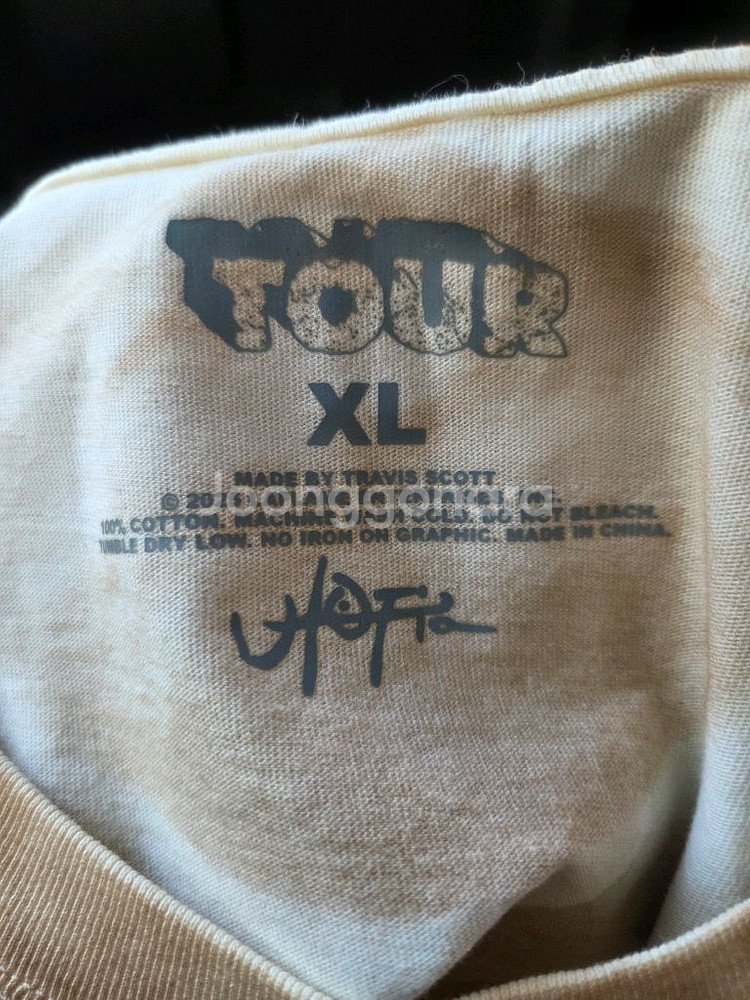 TOUR
XL
MADE BY TRAVIS SCOTT
Joonggonara
©
100% COTTON. MACHINE WASH COLD. DO NOT BLEACH.
TUMBLE DRY LOW. NO IRON ON GRAPHIC. MADE IN CHINA.